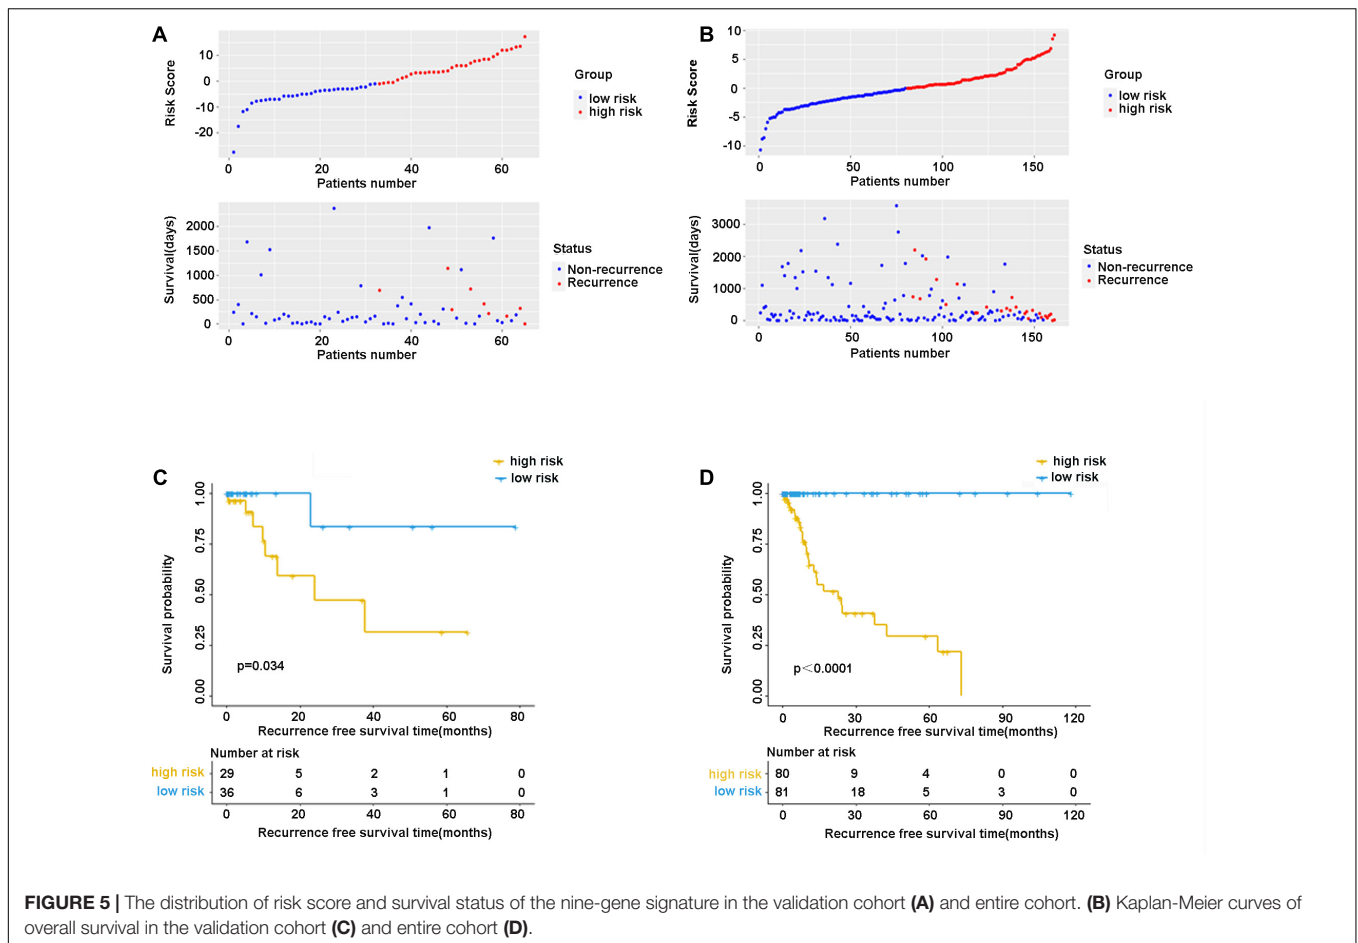 A
10
0
-10
-20
Risk Score
0 20 40 60
Patients number
Group
low risk
high risk
2000
1500
1000
500
0
Survival(days)
0 20 40 60
Patients number
Status
Non-recurrence
Recurrence
B
10
5
0
-5
-10
Risk Score
0 50 100 150
Patients number
Group
low risk
high risk
3000
2000
1000
0
Survival(days)
0 50 100 150
Patients number
Status
Non-recurrence
Recurrence
C
high risk
low risk
1.00
0.75
0.50
0.25
0.00
Survival probability
p=0.034
0 20 40 60 80
Recurrence free survival time(months)
Number at risk
high risk 29 5 2 1 0
low risk 36 6 3 1 0
0 20 40 60 80
Recurrence free survival time(months)
D
high risk
low risk
1.00
0.75
0.50
0.25
0.00
Survival probability
p<0.0001
0 30 60 90 120
Recurrence free survival time(months)
Number at risk
high risk 80 9 4 0 0
low risk 81 18 5 3 0
0 30 60 90 120
Recurrence free survival time(months)
FIGURE 5 | The distribution of risk score and survival status of the nine-gene signature in the validation cohort (A) and entire cohort. (B) Kaplan-Meier curves of
overall survival in the validation cohort (C) and entire cohort (D).